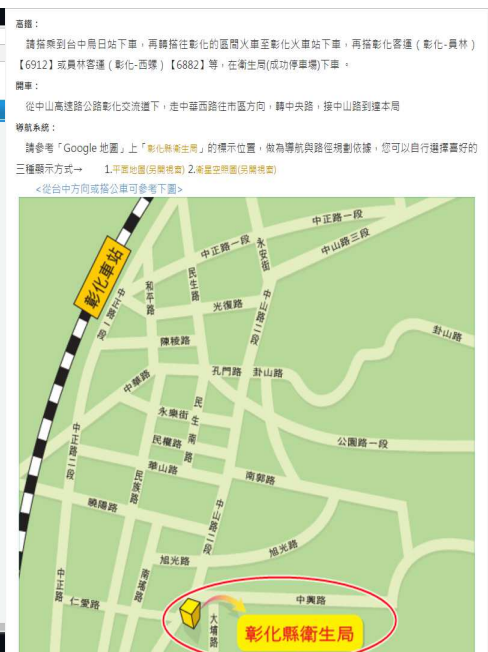 高鐵：
請搭乘到台中烏日站下車，再轉搭往彰化的區間火車至彰化火車站下車，再搭彰化客運（彰化-員林）
【6912】或員林客運（彰化-西螺）【6882】等，在衛生局(成功停車場)下車。
開車：
從中山高速路公路彰化交流道下，走中華西路往市區方向，轉中央路，接中山路到達本局
導航系統：
請參考「Google 地圖」上「彰化縣衛生局」的標示位置，做為導航與路徑規劃依據，您可以自行選擇喜好的
三種顯示方式→ 1.平面地圖(另開視窗) 2.衛星空照圖(另開視窗)
<從台中方向或搭公車可參考下圖>
中正路一段
彰化車站
中正路一段
永安街
中山路三段
中正路一段
和平路
民生路
光復路
中山路二段
卦山路
陳稜路
中華路
孔門路
卦山路
永樂街
民生南路
民權路
公園路一段
中正路二段
華山路
民族路
南郭路
曉陽路
中山路二段
旭光路
旭光路
中正路
南瑤路
仁愛路
中興路
大埔路
彰化縣衛生局